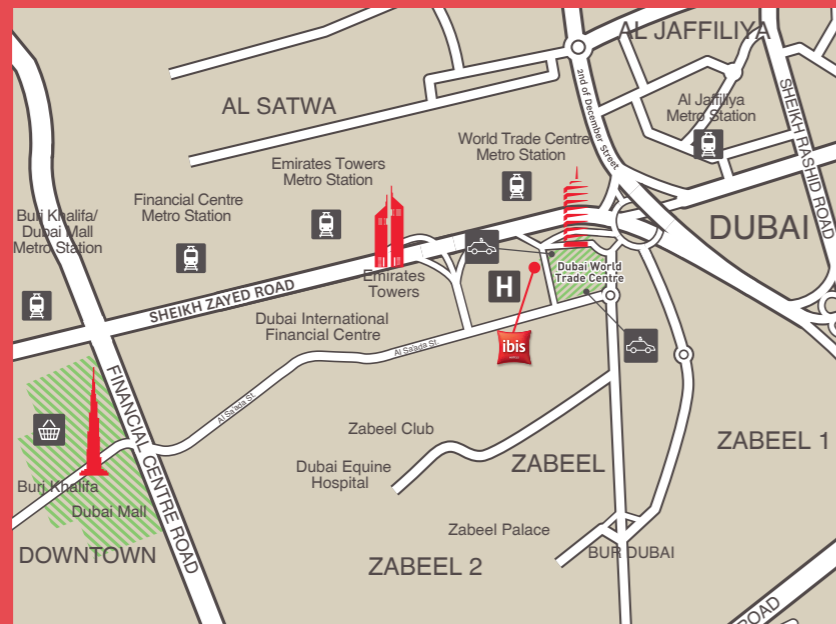 AL JAFFILIYA
2nd of December Street
SHEIKH RASHID ROAD
AL SATWA
Al Jaffiliya
Metro Station
World Trade Centre
Metro Station
Emirates Towers
Metro Station
Financial Centre
Metro Station
Burj Khalifa/
Dubai Mall
Metro Station
DUBAI
SHEIKH ZAYED ROAD
Emirates
Towers
H
Dubai World
Trade Centre
Dubai International
Financial Centre
ibis
Al Sa'ada St.
Al Sa'ada St.
FINANCIAL CENTRE ROAD
Zabeel Club
Dubai Equine
Hospital
ZABEEL
ZABEEL 1
Burj Khalifa
Dubai Mall
DOWNTOWN
Zabeel Palace
BUR DUBAI
ZABEEL 2
ROAD